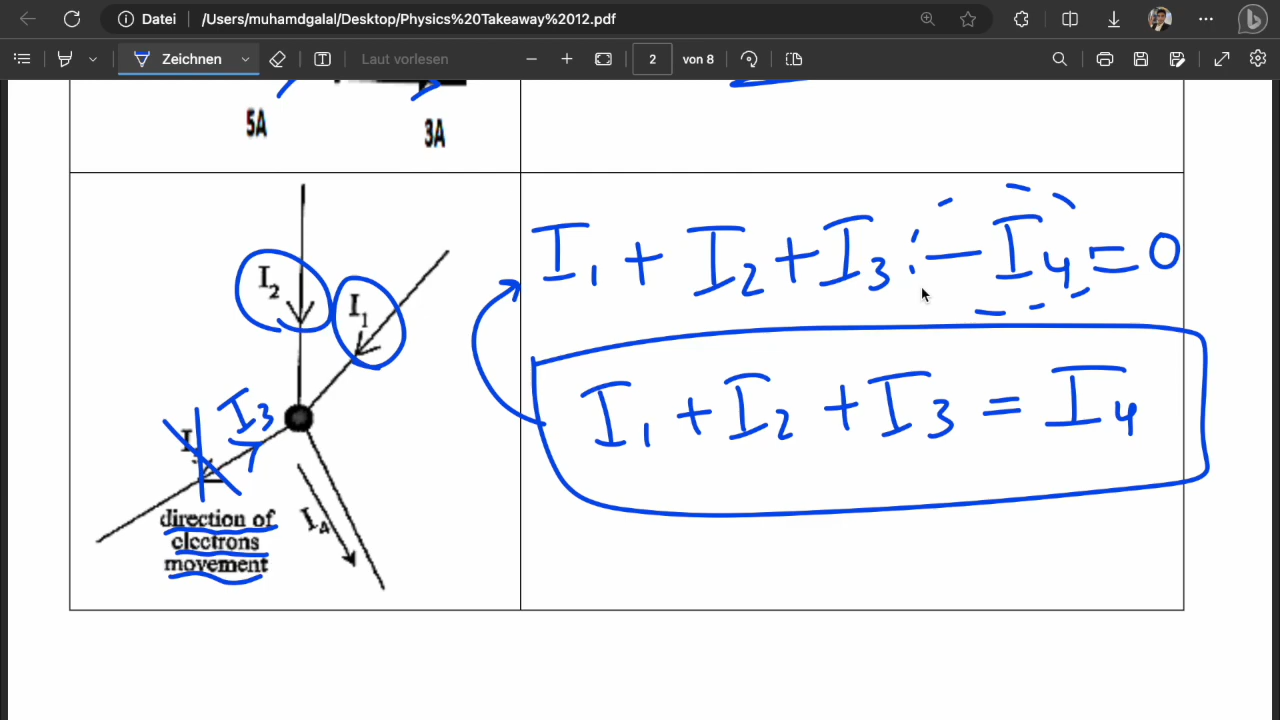 Datei /Users/muhamdgalal/Desktop/Physics%20Takeaway%2012.pdf
Zeichnen Laut vorlesen 2 von 8
5A
3A
I2
I1
I3
direction of
electrons
movement
I4
I1 + I2 + I3 - I4 = 0
I1 + I2 + I3 = I4